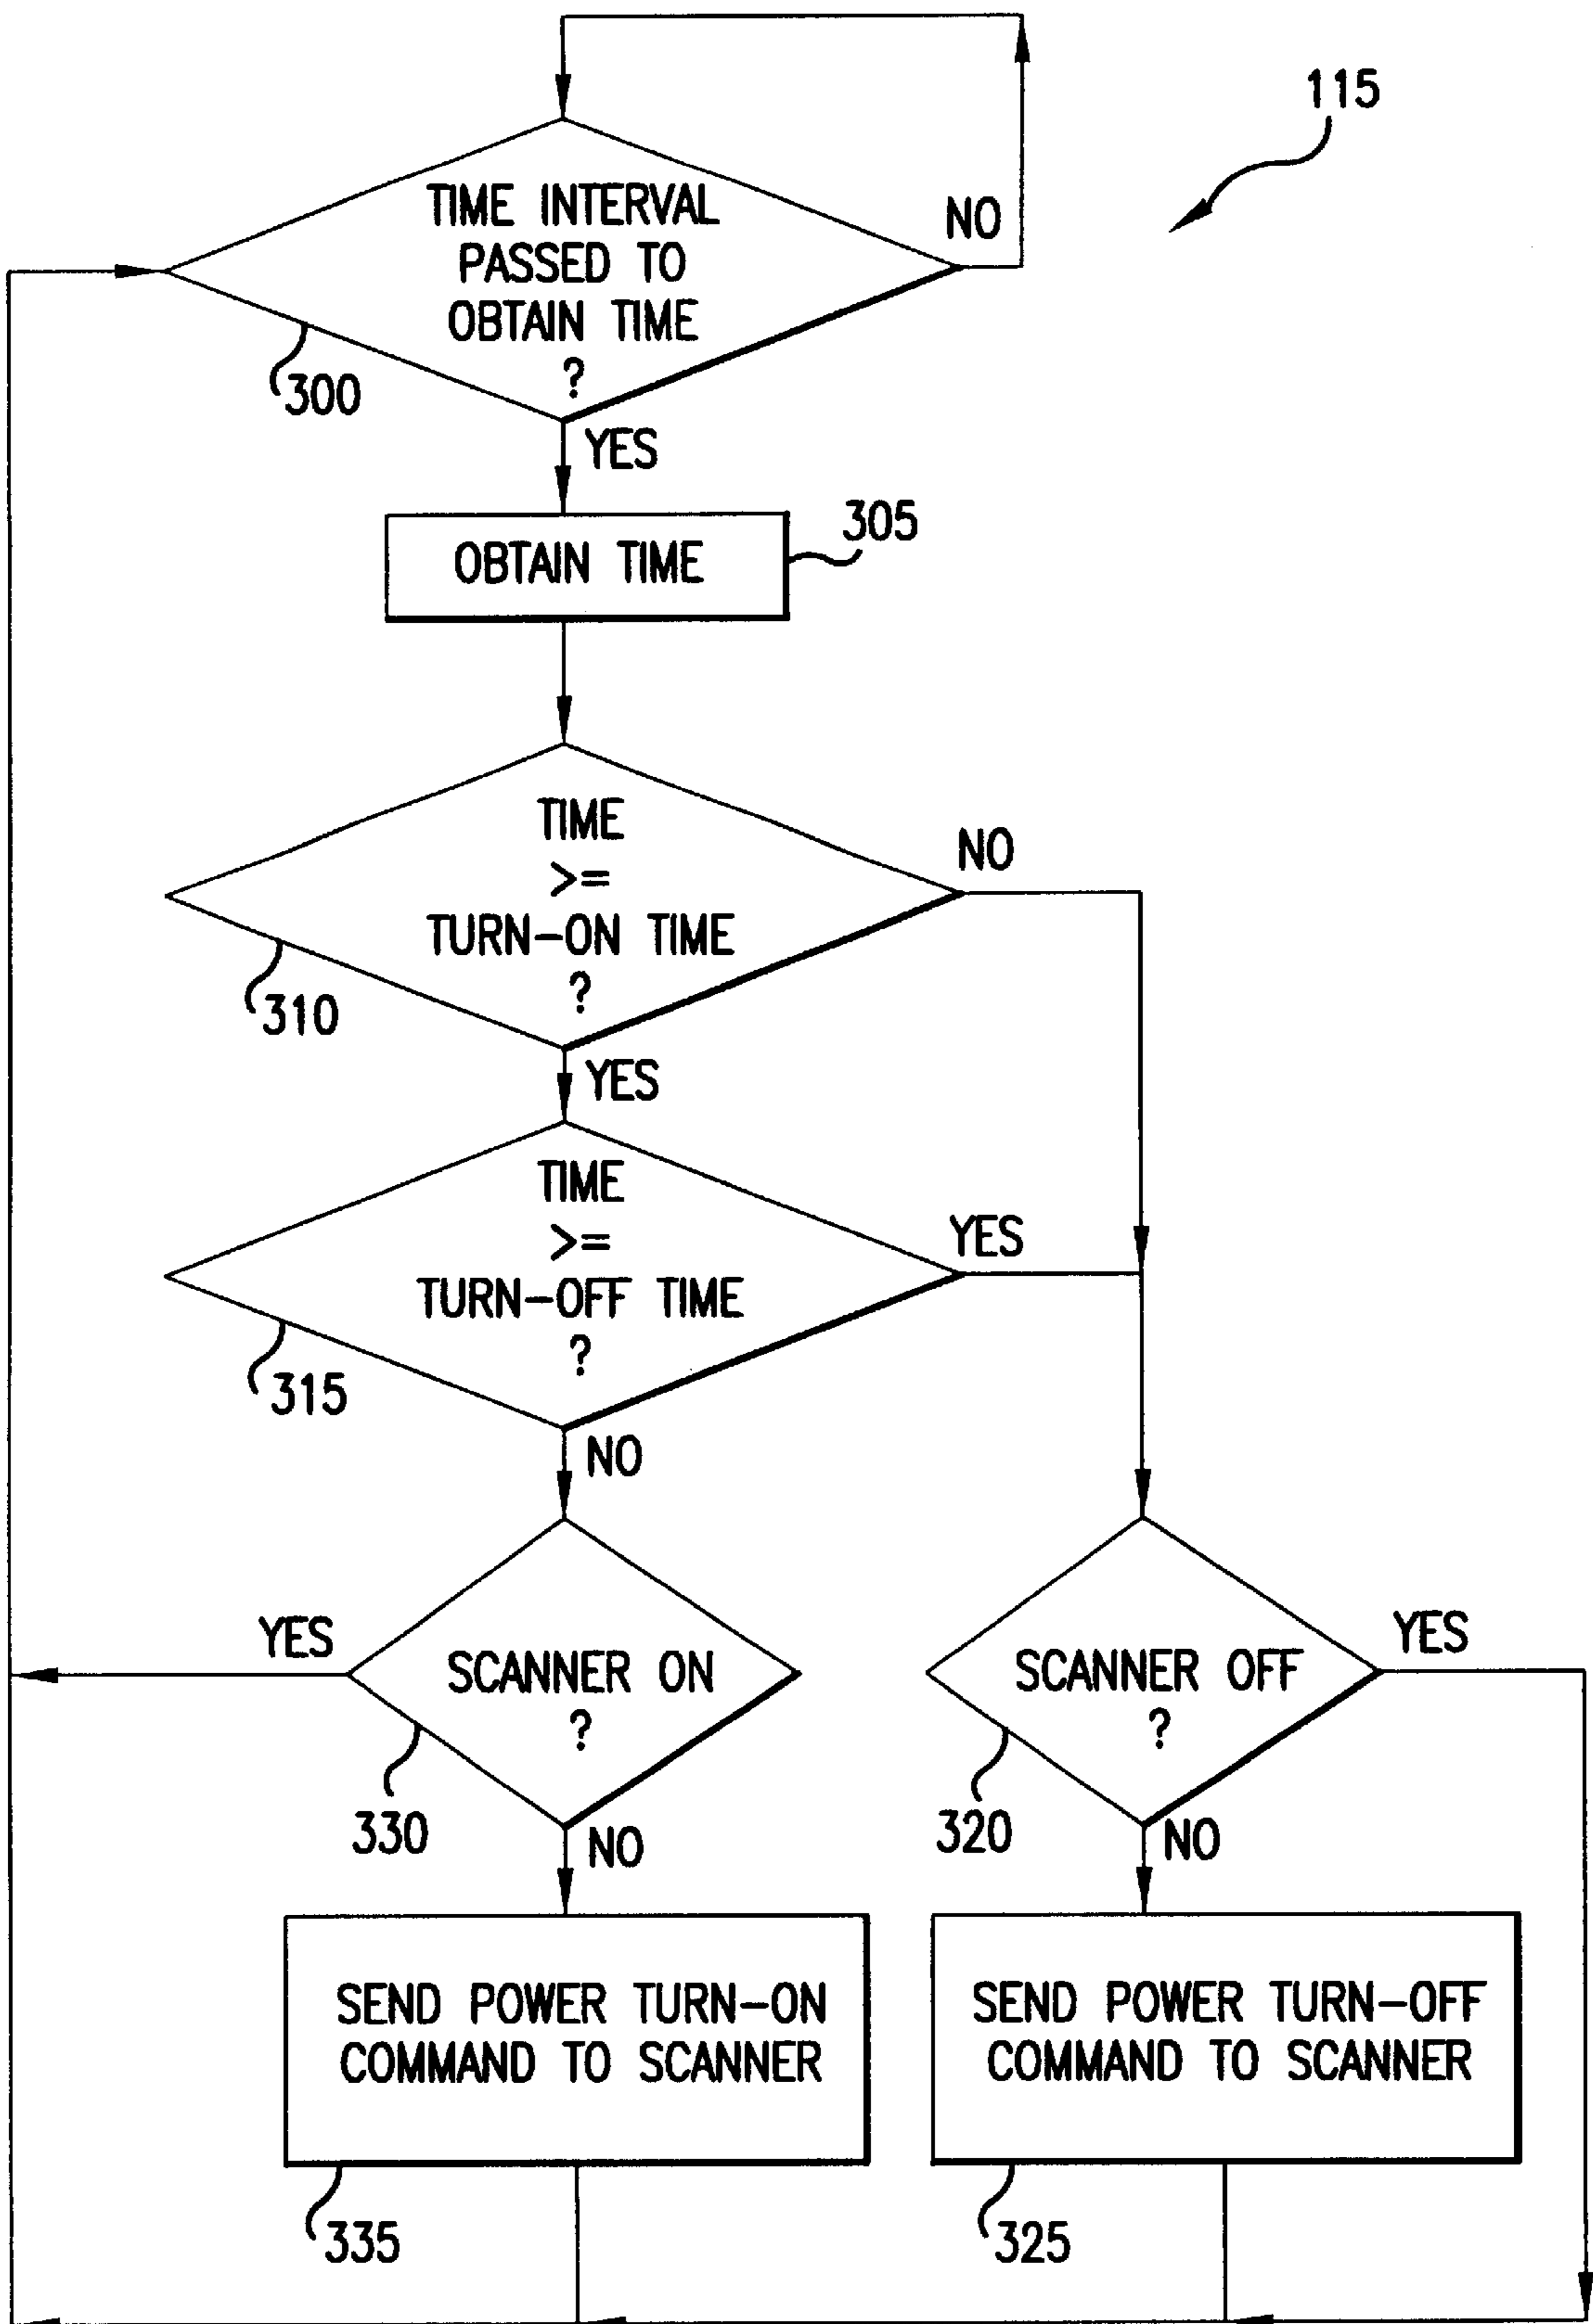 115
TIME INTERVAL
PASSED TO
OBTAIN TIME
?
NO
300
YES
OBTAIN TIME
305
TIME
>=
TURN-ON TIME
?
NO
310
YES
TIME
>=
TURN-OFF TIME
?
YES
315
NO
YES
SCANNER ON
?
330
NO
SCANNER OFF
?
YES
320
NO
SEND POWER TURN-ON
COMMAND TO SCANNER
335
SEND POWER TURN-OFF
COMMAND TO SCANNER
325